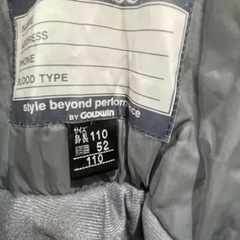 NAME
ADDRESS
PHONE
BLOOD TYPE
style beyond performance
BY GOLDWIN
サイズ
身長 110
胸囲 52
110